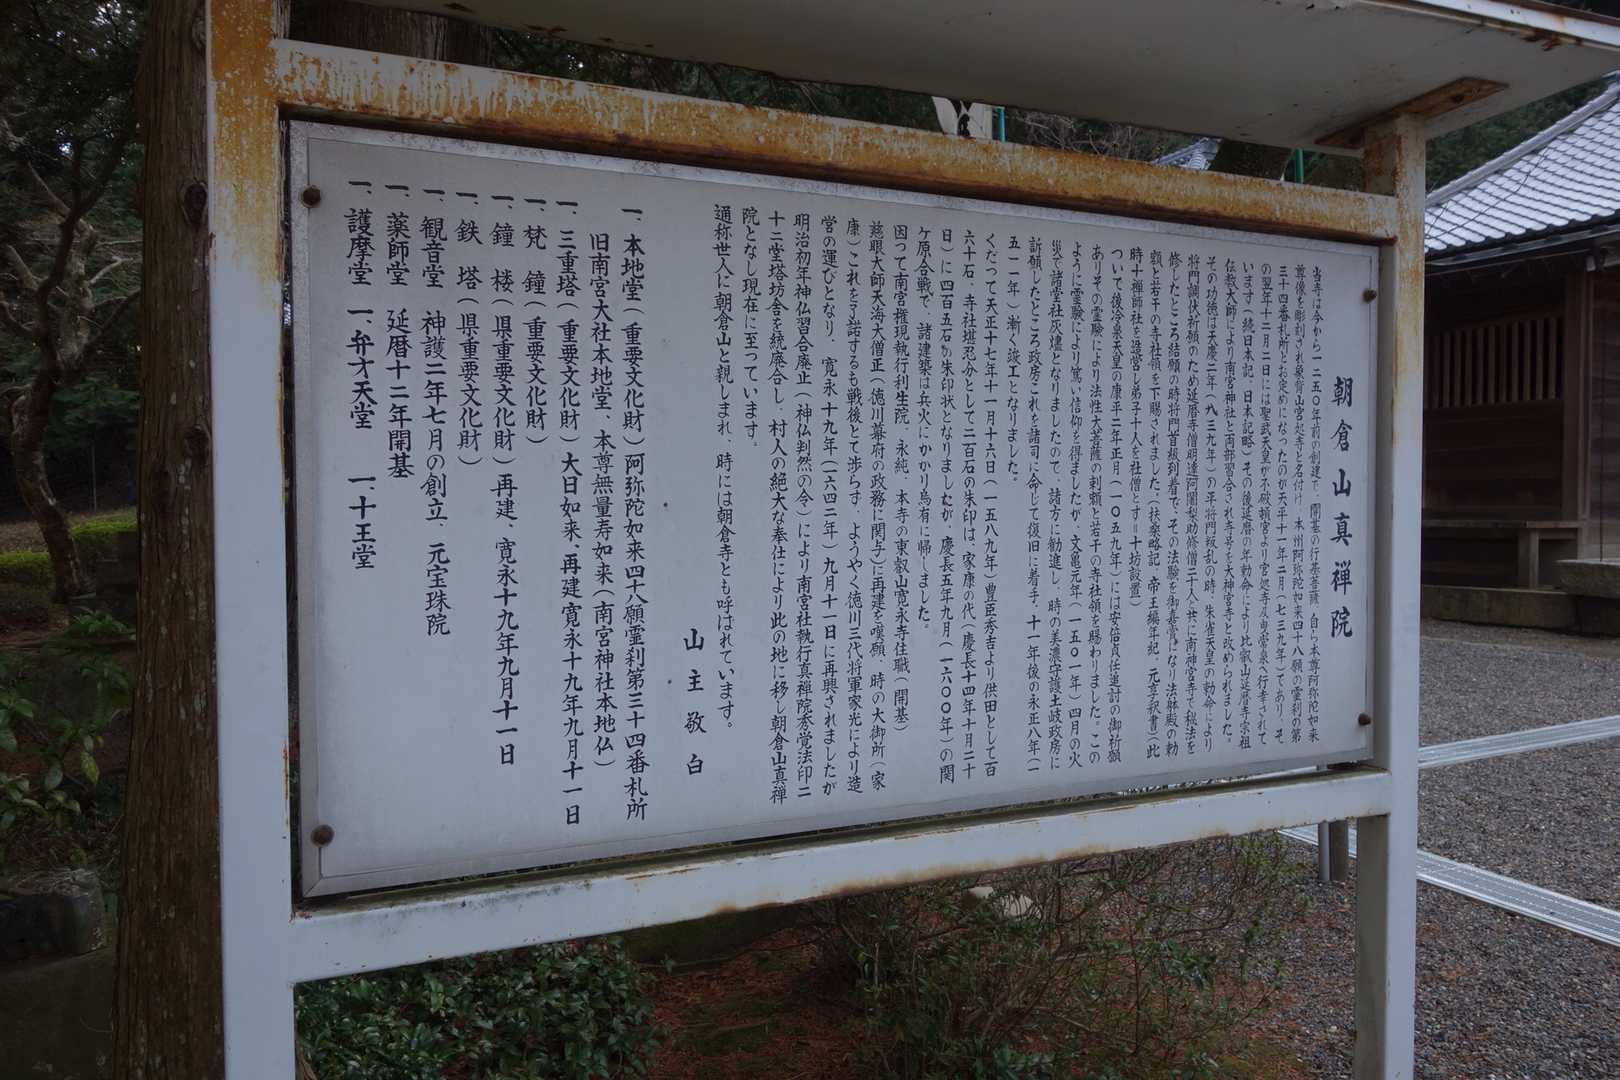 朝倉山真禅院
当寺は今から一二五〇年前の創建で、開基の行基菩薩、自ら本尊阿弥陀如来
尊像を彫刻され象背山宮処寺と名付け、本州阿弥陀如来四十八願の霊刹の第
三十四番札所とお定めになったのが天平十一年二月(七三九年)であり、そ
の翌年十二月二日には聖武天皇が不破頓宮より宮処寺及曳常泉へ行幸されて
います(続日本記、日本記略)その後延暦の年勅命により比叡山延暦寺宗祖
伝教大師により南宮神社と両部習合され寺号を大神宮寺と改められました。
その功徳は天慶二年(九三九年)の平将門叛乱の時、朱雀天皇の勅命により
将門調伏祈願のため延暦寺僧明達阿闍梨助修僧二十人と共に南神宮寺で秘法を
修したところ結願の時将門首級到着で、その法験を御嘉賞になり法躰殿の勅
額と若干の寺社領を下賜されました。(扶桑略記、帝王編年紀、元亨釈書)此
時十禅師社を造営し弟子十人を社僧とす=十坊設置)
ついで後冷泉天皇の康平二年正月(一〇五九年)には安倍貞任追討の御祈願
ありその霊験により法性大菩薩の刺額と若干の寺社領を賜わりました。この
ように霊験により篤い信仰を得ましたが、文亀元年(一五〇一年)四月の火
災で諸堂社灰燼となりましたので、諸方に勧進し、時の美濃守護土岐政房に
訴願したところ政房これを諸司に命じて復旧に着手、十一年後の永正八年(一
五一一年)漸く竣工となりました。
くだって天正十七年十一月十六日(一五八九年)豊臣秀吉より供田として百
六十石、寺社堪忍分として二百石の朱印は、家康の代(慶長十四年十月二十
日)に四百五石の朱印状となりましたが、慶長五年九月(一六〇〇年)の関
ケ原合戦で、諸建築は兵火にかかり烏有に帰しました。
因って南宮権現執行利生院、永純、本寺の東叡山寛永寺住職(開基)
慈眼大師天海大僧正(徳川幕府の政務に関与)に再建を嘆願、時の大御所(家
康)これを了諾するも戦後とて渉らず、ようやく徳川三代将軍家光により造
営の運びとなり、寛永十九年(一六四二年)九月十一日に再興されましたが
明治初年神仏習合廃止(神仏判然の令)により南宮社執行真禅院秀覚法印二
十二堂塔坊舎を統廃合し、村人の絶大な奉仕により此の地に移し朝倉山真禅
院となし現在に至っています。
通称世人に朝倉山と親しまれ、時には朝倉寺とも呼ばれています。
山主敬白
一、本地堂(重要文化財)阿弥陀如来四十八願霊刹第三十四番札所
旧南宮大社本地堂、本尊無量寿如来(南宮神社本地仏)
一、三重塔(重要文化財)大日如来、再建寛永十九年九月十一日
一、梵鐘(重要文化財)
一、鐘楼(県重要文化財)再建、寛永十九年九月十一日
一、鉄塔(県重要文化財)
一、観音堂 神護二年七月の創立、元宝珠院
一、薬師堂 延暦十二年開基
一、護摩堂 一、弁才天堂 一、十王堂